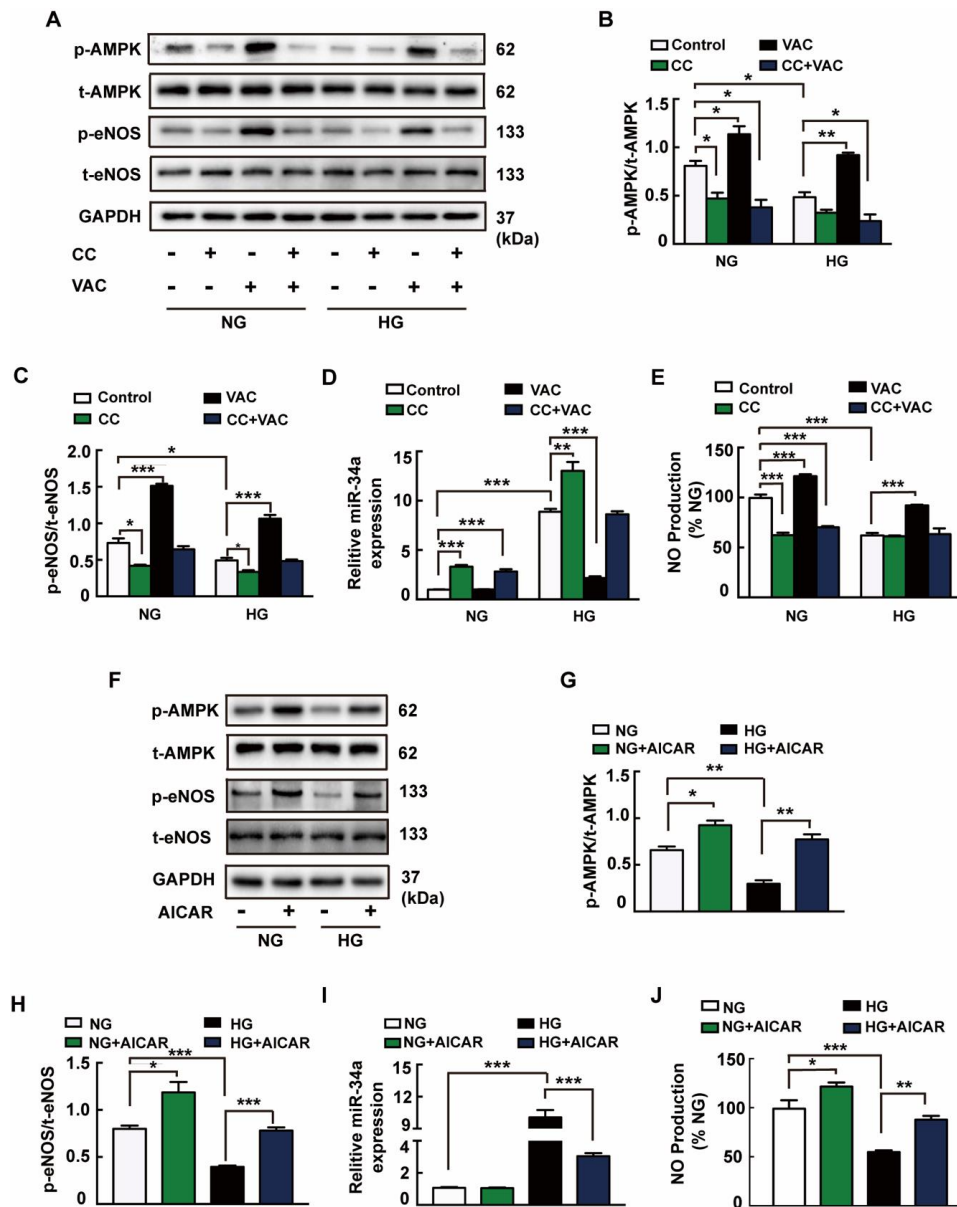 A
p-AMPK 62
t-AMPK 62
p-eNOS 133
t-eNOS 133
GAPDH 37
(kDa)
CC - + - + - + - +
VAC - - + + - - + +
NG HG
B
Control VAC
CC CC+VAC
p-AMPK/t-AMPK
1.5
1.0
0.5
0
* * * * ** *
NG HG
C
Control VAC
CC CC+VAC
p-eNOS/t-eNOS
2.0
1.5
1.0
0.5
0
* *** * *** *
NG HG
D
Control VAC
CC CC+VAC
Relitive miR-34a
expression
15
12
9
6
3
0
*** *** *** *** **
NG HG
E
Control VAC
CC CC+VAC
NO Production
(% NG)
150
100
50
0
*** *** *** *** ***
NG HG
F
p-AMPK 62
t-AMPK 62
p-eNOS 133
t-eNOS 133
GAPDH 37
(kDa)
AICAR - + - +
NG HG
G
NG HG
NG+AICAR HG+AICAR
p-AMPK/t-AMPK
1.5
1.0
0.5
0
** * **
H
NG HG
NG+AICAR HG+AICAR
p-eNOS/t-eNOS
1.5
1.0
0.5
0
*** * ***
I
NG HG
NG+AICAR HG+AICAR
Relitive miR-34a
expression
15
12
9
4
2
0
*** ***
J
NG HG
NG+AICAR HG+AICAR
NO Production
(% NG)
150
100
50
0
*** * **